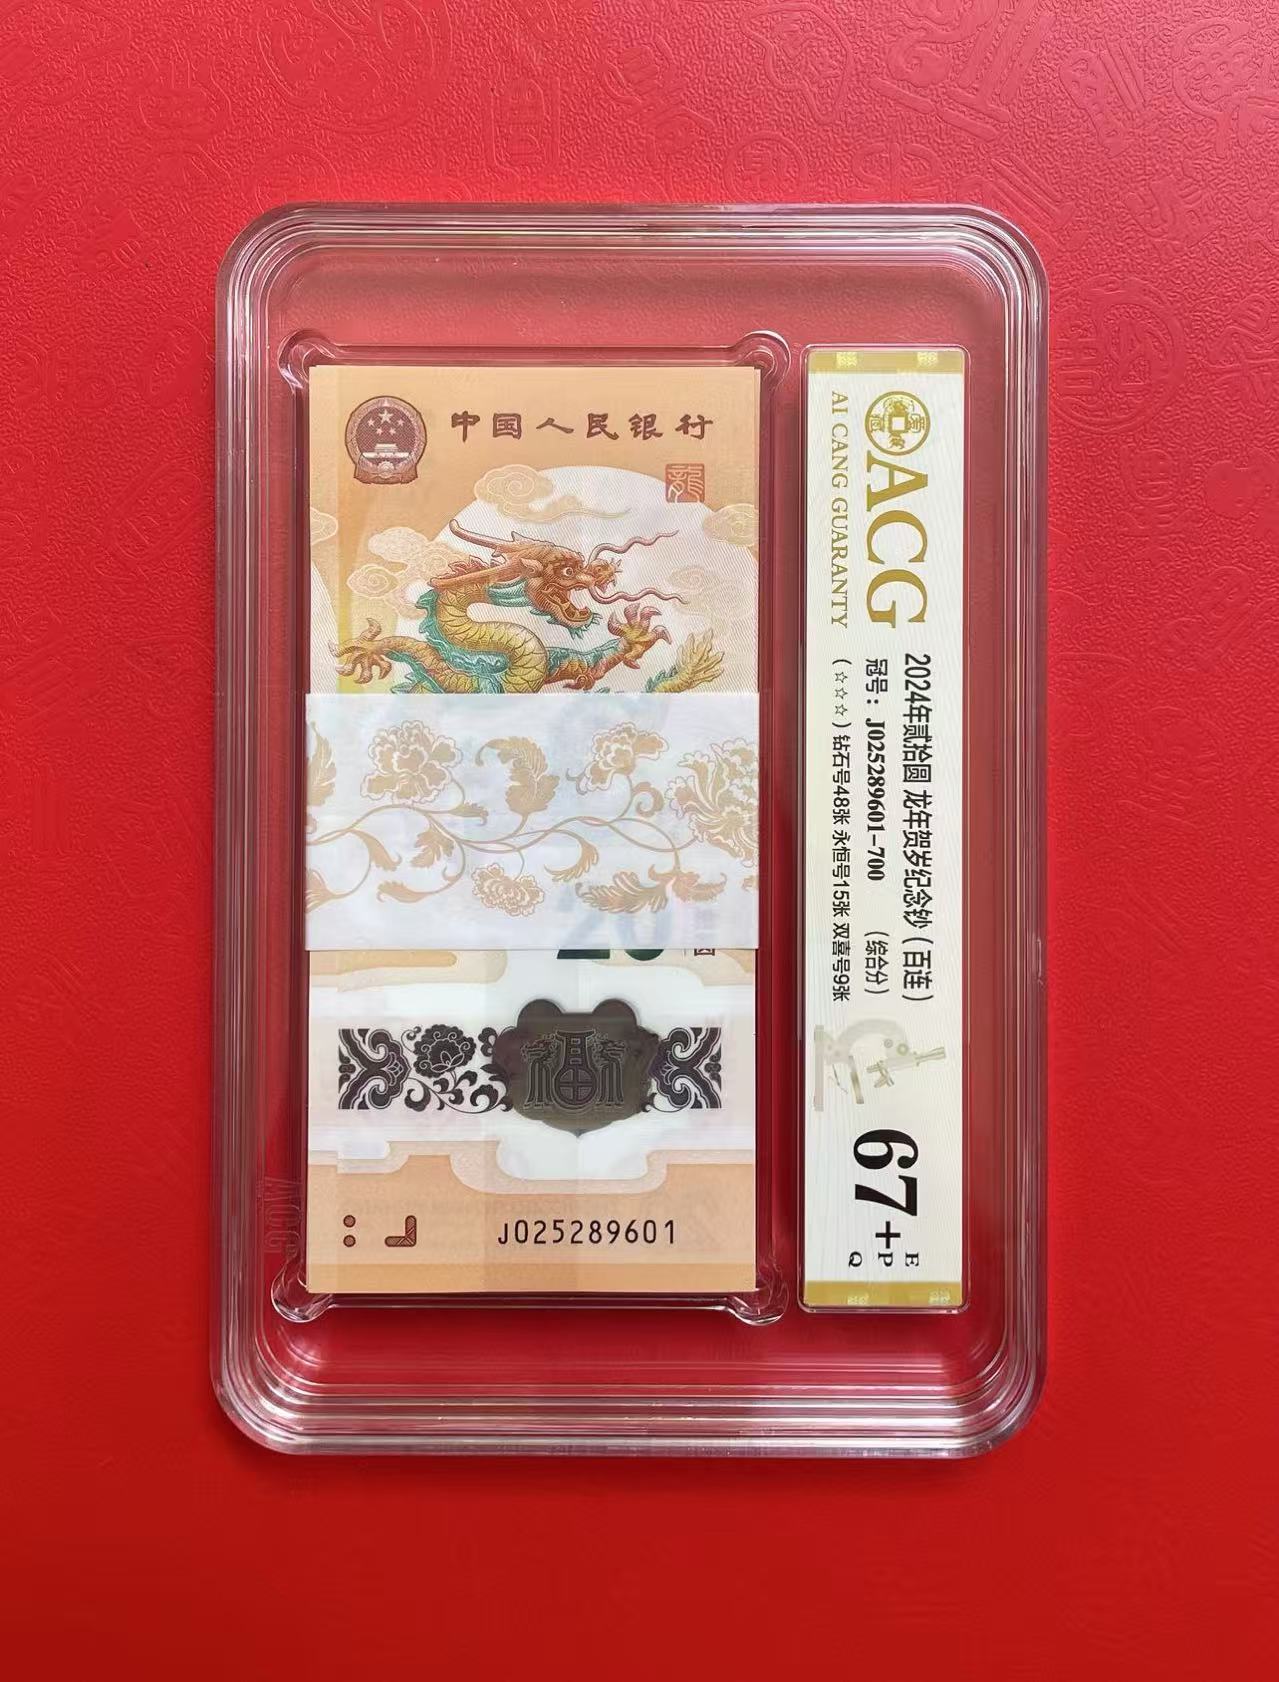 中国人民银行
龍
福
J025289601
ACG
AI CANG GUARANTY
2024年贰拾圆 龙年贺岁纪念钞（百连）
冠号：J025289601-700 （综合分）
（☆☆☆）钻石号48张 永恒号15张 双喜号9张
67+
E
P
Q
ACG